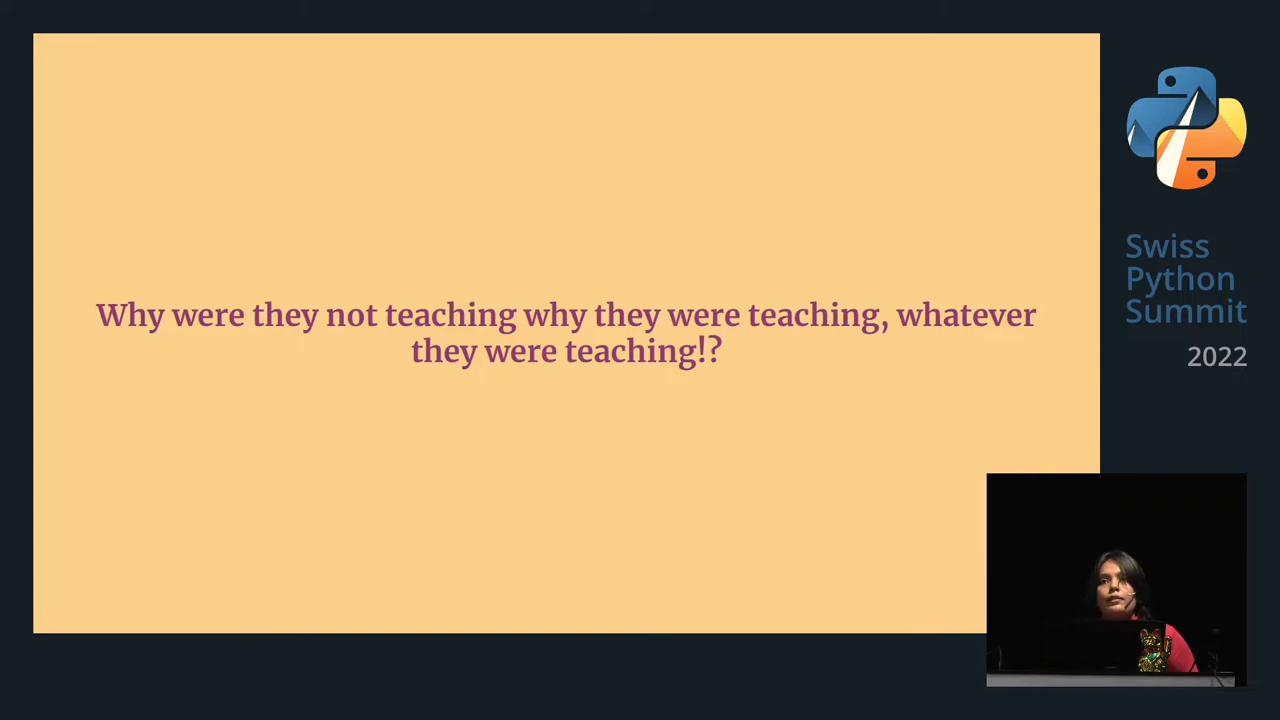 Why were they not teaching why they were teaching, whatever
they were teaching!?
Swiss
Python
Summit
2022